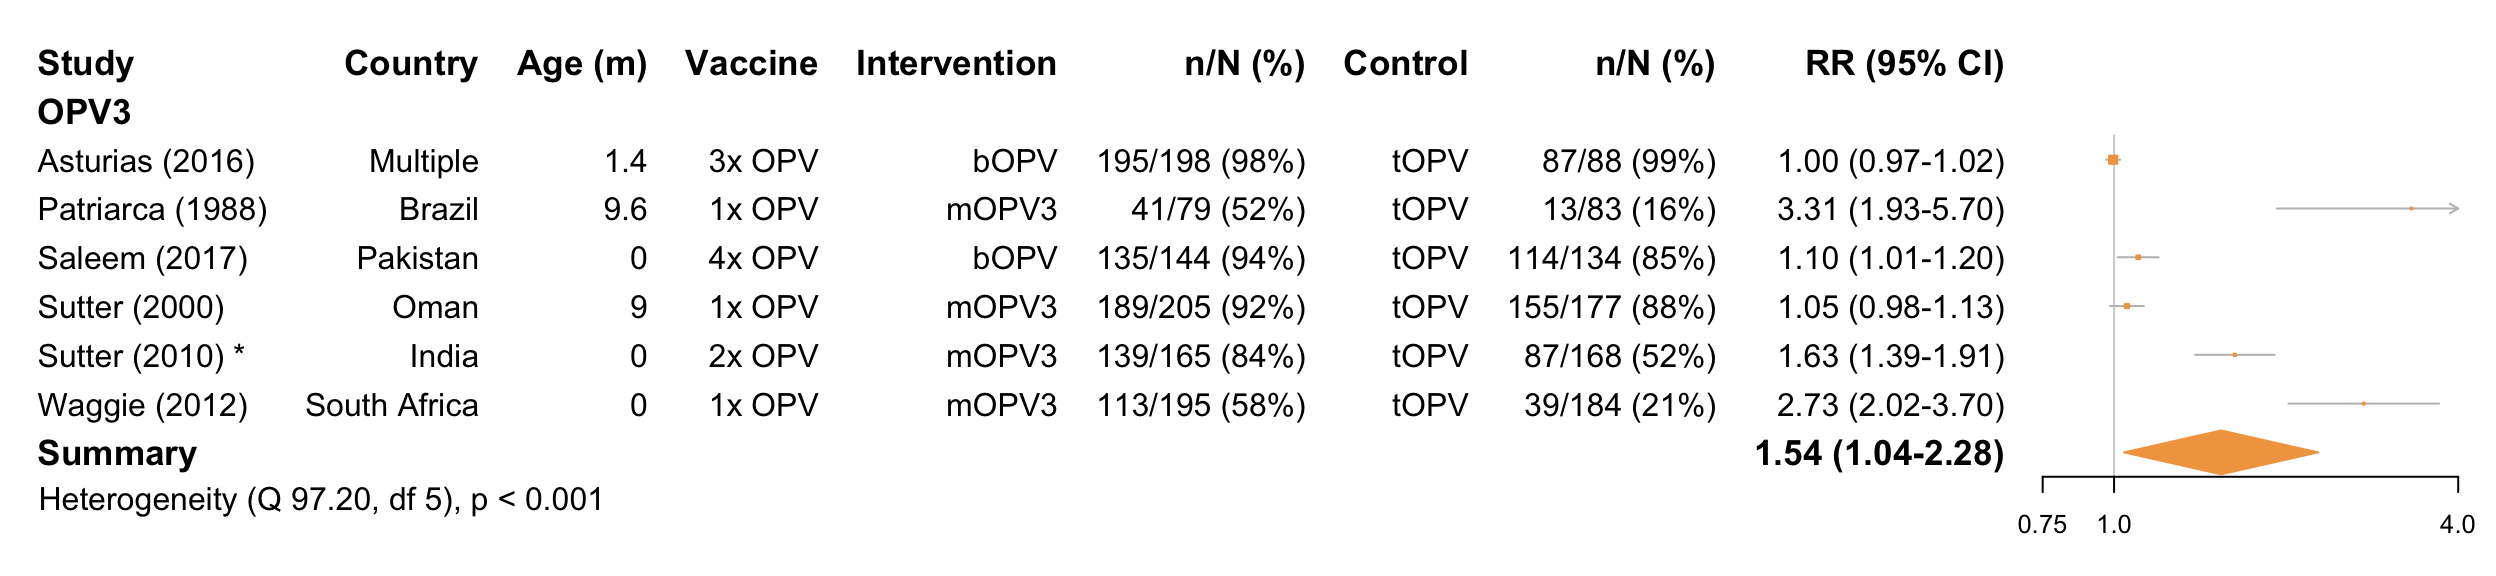 Study Country Age (m) Vaccine Intervention n/N (%) Control n/N (%) RR (95% CI)
OPV3
Asturias (2016) Multiple 1.4 3x OPV bOPV 195/198 (98%) tOPV 87/88 (99%) 1.00 (0.97-1.02)
Patriarca (1988) Brazil 9.6 1x OPV mOPV3 41/79 (52%) tOPV 13/83 (16%) 3.31 (1.93-5.70)
Saleem (2017) Pakistan 0 4x OPV bOPV 135/144 (94%) tOPV 114/134 (85%) 1.10 (1.01-1.20)
Sutter (2000) Oman 9 1x OPV mOPV3 189/205 (92%) tOPV 155/177 (88%) 1.05 (0.98-1.13)
Sutter (2010) * India 0 2x OPV mOPV3 139/165 (84%) tOPV 87/168 (52%) 1.63 (1.39-1.91)
Waggie (2012) South Africa 0 1x OPV mOPV3 113/195 (58%) tOPV 39/184 (21%) 2.73 (2.02-3.70)
Summary 1.54 (1.04-2.28)
Heterogeneity (Q 97.20, df 5), p < 0.001
0.75 1.0 4.0